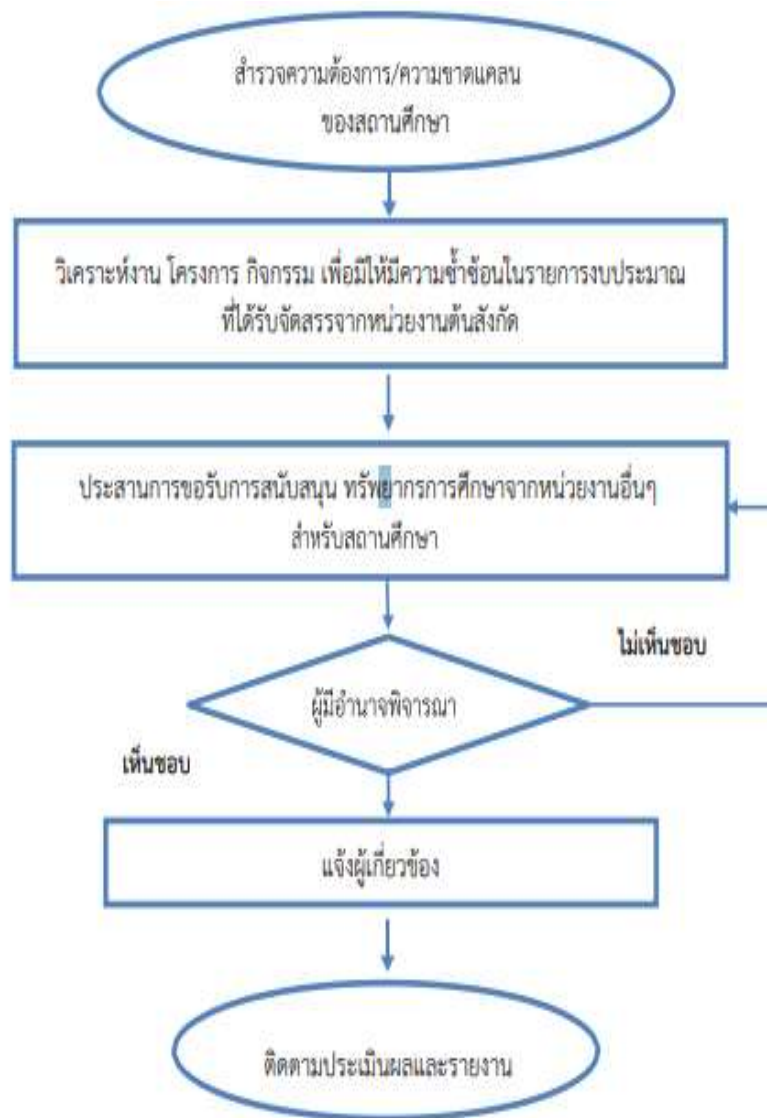 สำรวจความต้องการ/ความขาดแคลน
ของสถานศึกษา
วิเคราะห์งาน โครงการ กิจกรรม เพื่อมิให้มีความซ้ำซ้อนในรายการงบประมาณ
ที่ได้รับจัดสรรจากหน่วยงานต้นสังกัด
ประสานการขอรับการสนับสนุน ทรัพยากรการศึกษาจากหน่วยงานอื่นๆ
สำหรับสถานศึกษา
ไม่เห็นชอบ
ผู้มีอำนาจพิจารณา
เห็นชอบ
แจ้งผู้เกี่ยวข้อง
ติดตามประเมินผลและรายงาน